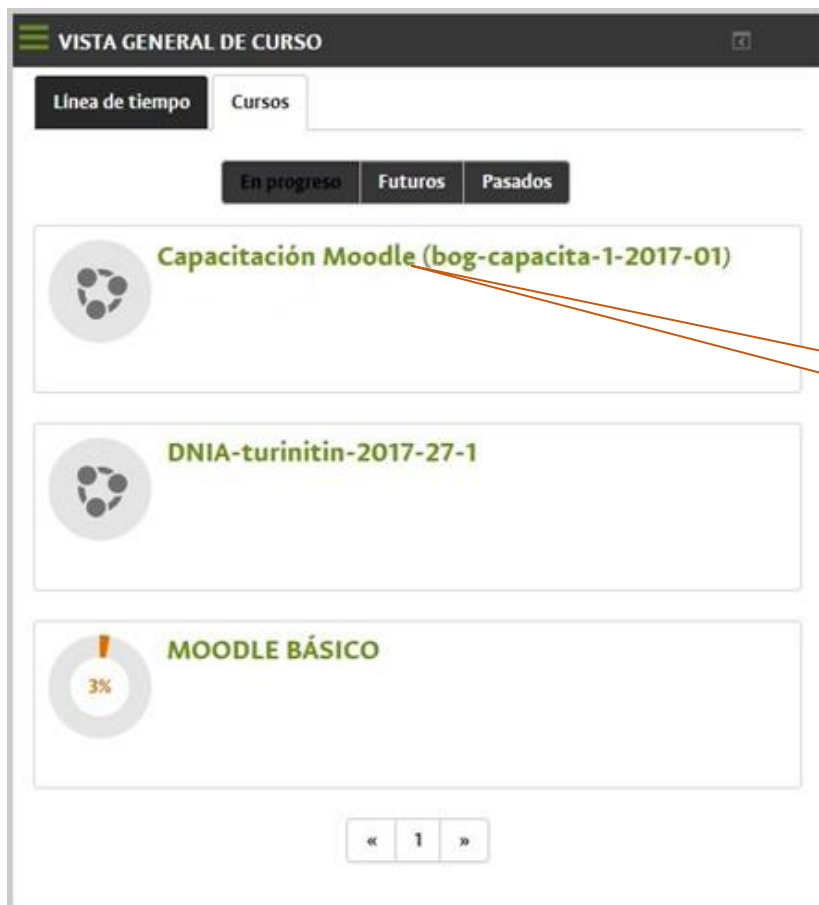 VISTA GENERAL DE CURSO
Línea de tiempo Cursos
En progreso Futuros Pasados
Capacitación Moodle (bog-capacita-1-2017-01)
DNIA-turinitin-2017-27-1
MOODLE BÁSICO
3%
« 1 »